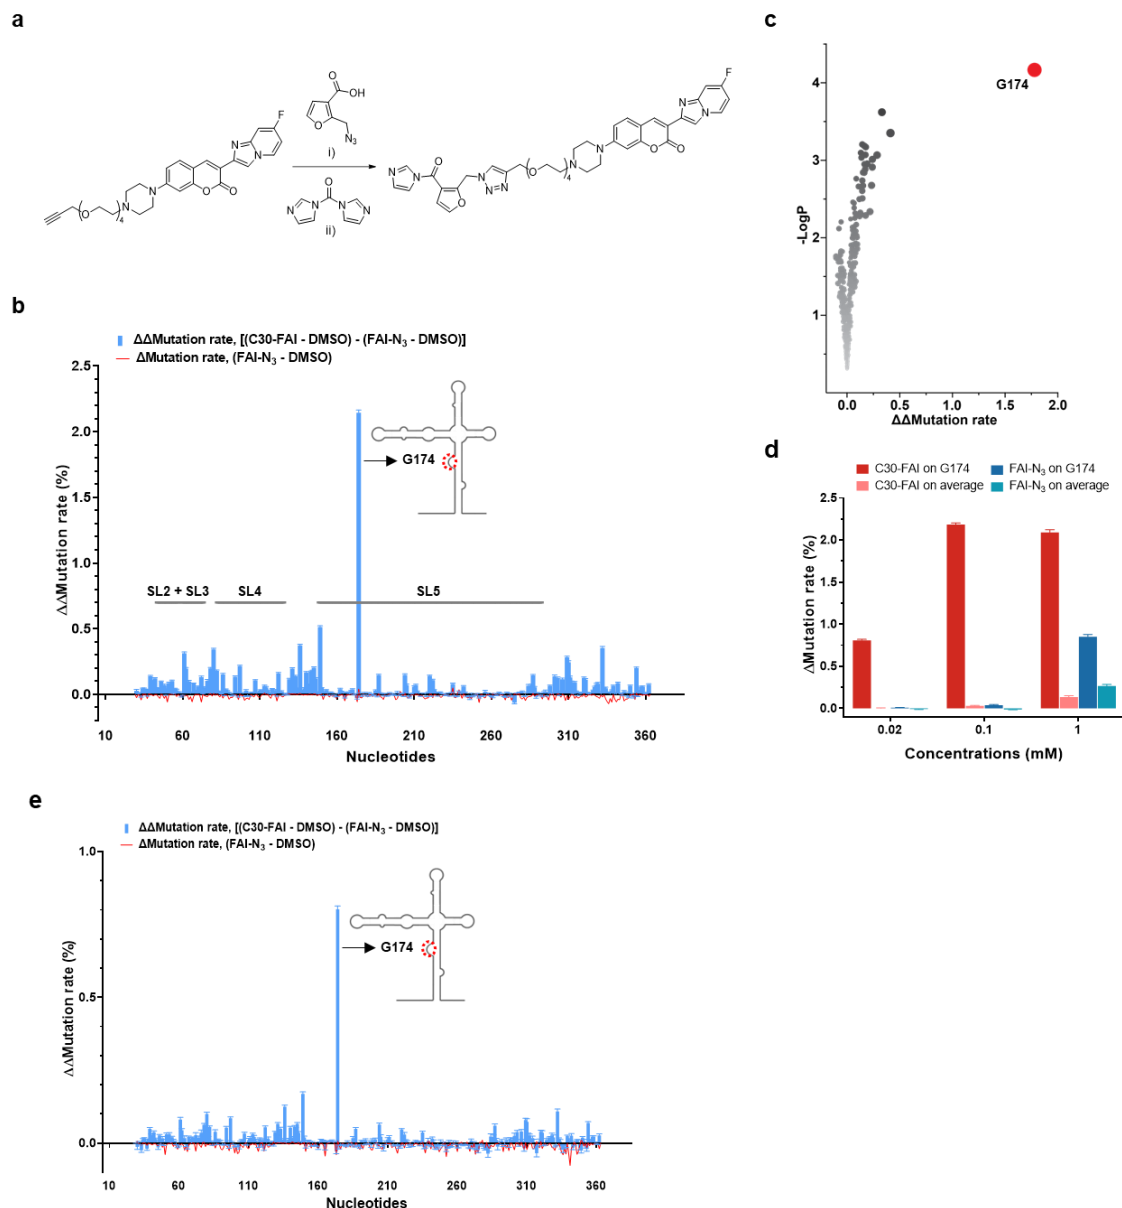 a
O
OH
O
N₃
i)
O
N
N
N
N
ii)
F
N
N
N
N
O
O
O
4
N
N
O
O
N
N
N
O
4
N
N
O
O
N
N
F
b
ΔΔMutation rate, [(C30-FAI - DMSO) - (FAI-N₃ - DMSO)]
ΔMutation rate, (FAI-N₃ - DMSO)
2.5
2.0
1.5
1.0
0.5
0.0
ΔΔMutation rate (%)
G174
SL2 + SL3
SL4
SL5
10 60 110 160 210 260 310 360
Nucleotides
c
4
3
2
1
-LogP
G174
0.0 0.5 1.0 1.5 2.0
ΔΔMutation rate
d
C30-FAI on G174
FAI-N₃ on G174
C30-FAI on average
FAI-N₃ on average
2.5
2.0
1.5
1.0
0.5
0.0
ΔMutation rate (%)
0.02 0.1 1
Concentrations (mM)
e
ΔΔMutation rate, [(C30-FAI - DMSO) - (FAI-N₃ - DMSO)]
ΔMutation rate, (FAI-N₃ - DMSO)
1.0
0.5
0.0
ΔΔMutation rate (%)
G174
10 60 110 160 210 260 310 360
Nucleotides